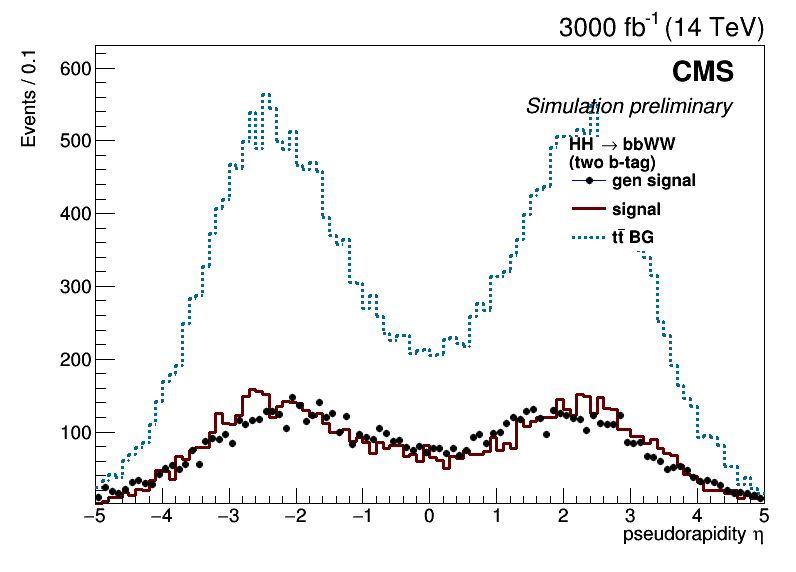 3000 fb⁻¹ (14 TeV)
CMS
Simulation preliminary
HH → bbWW
(two b-tag)
gen signal
signal
tt̄ BG
Events / 0.1
600
500
400
300
200
100
−5 −4 −3 −2 −1 0 1 2 3 4 5
pseudorapidity η